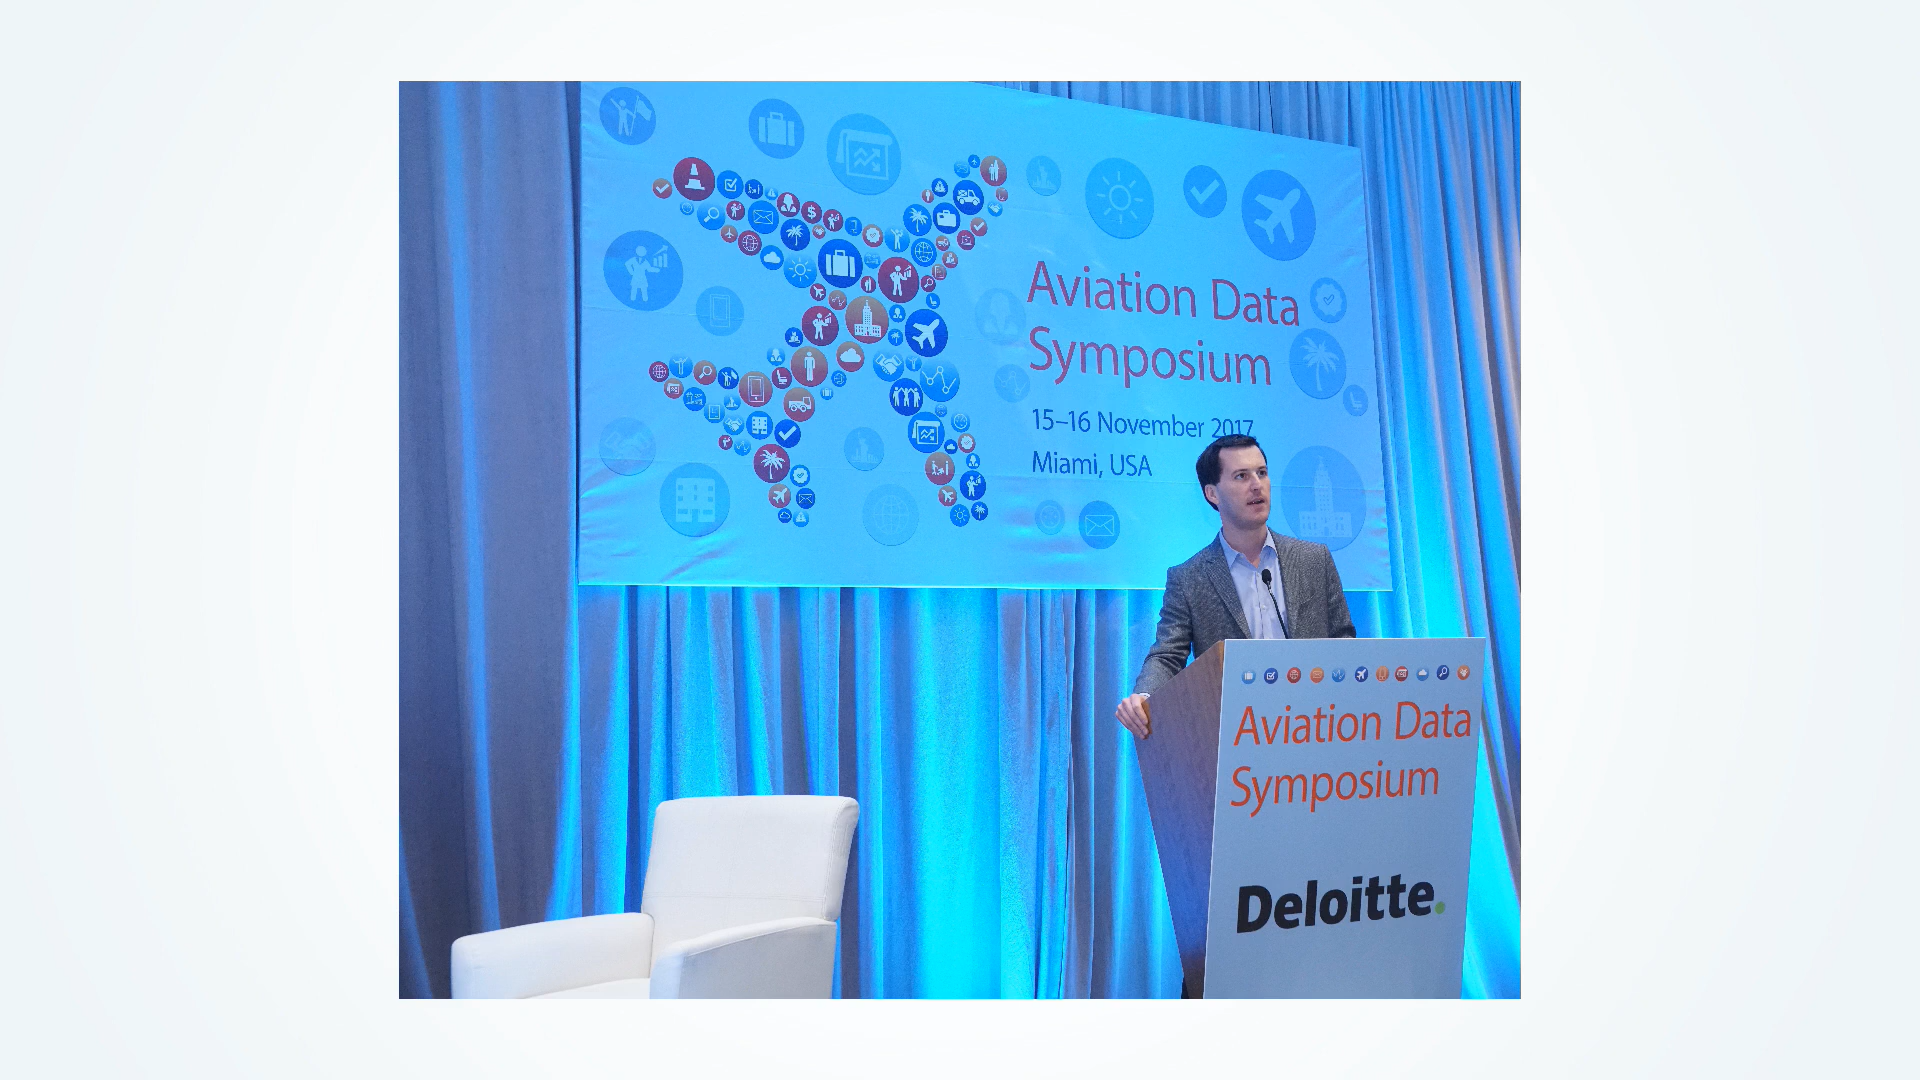 Aviation Data
Symposium
15–16 November 2017
Miami, USA
Aviation Data
Symposium
Deloitte.